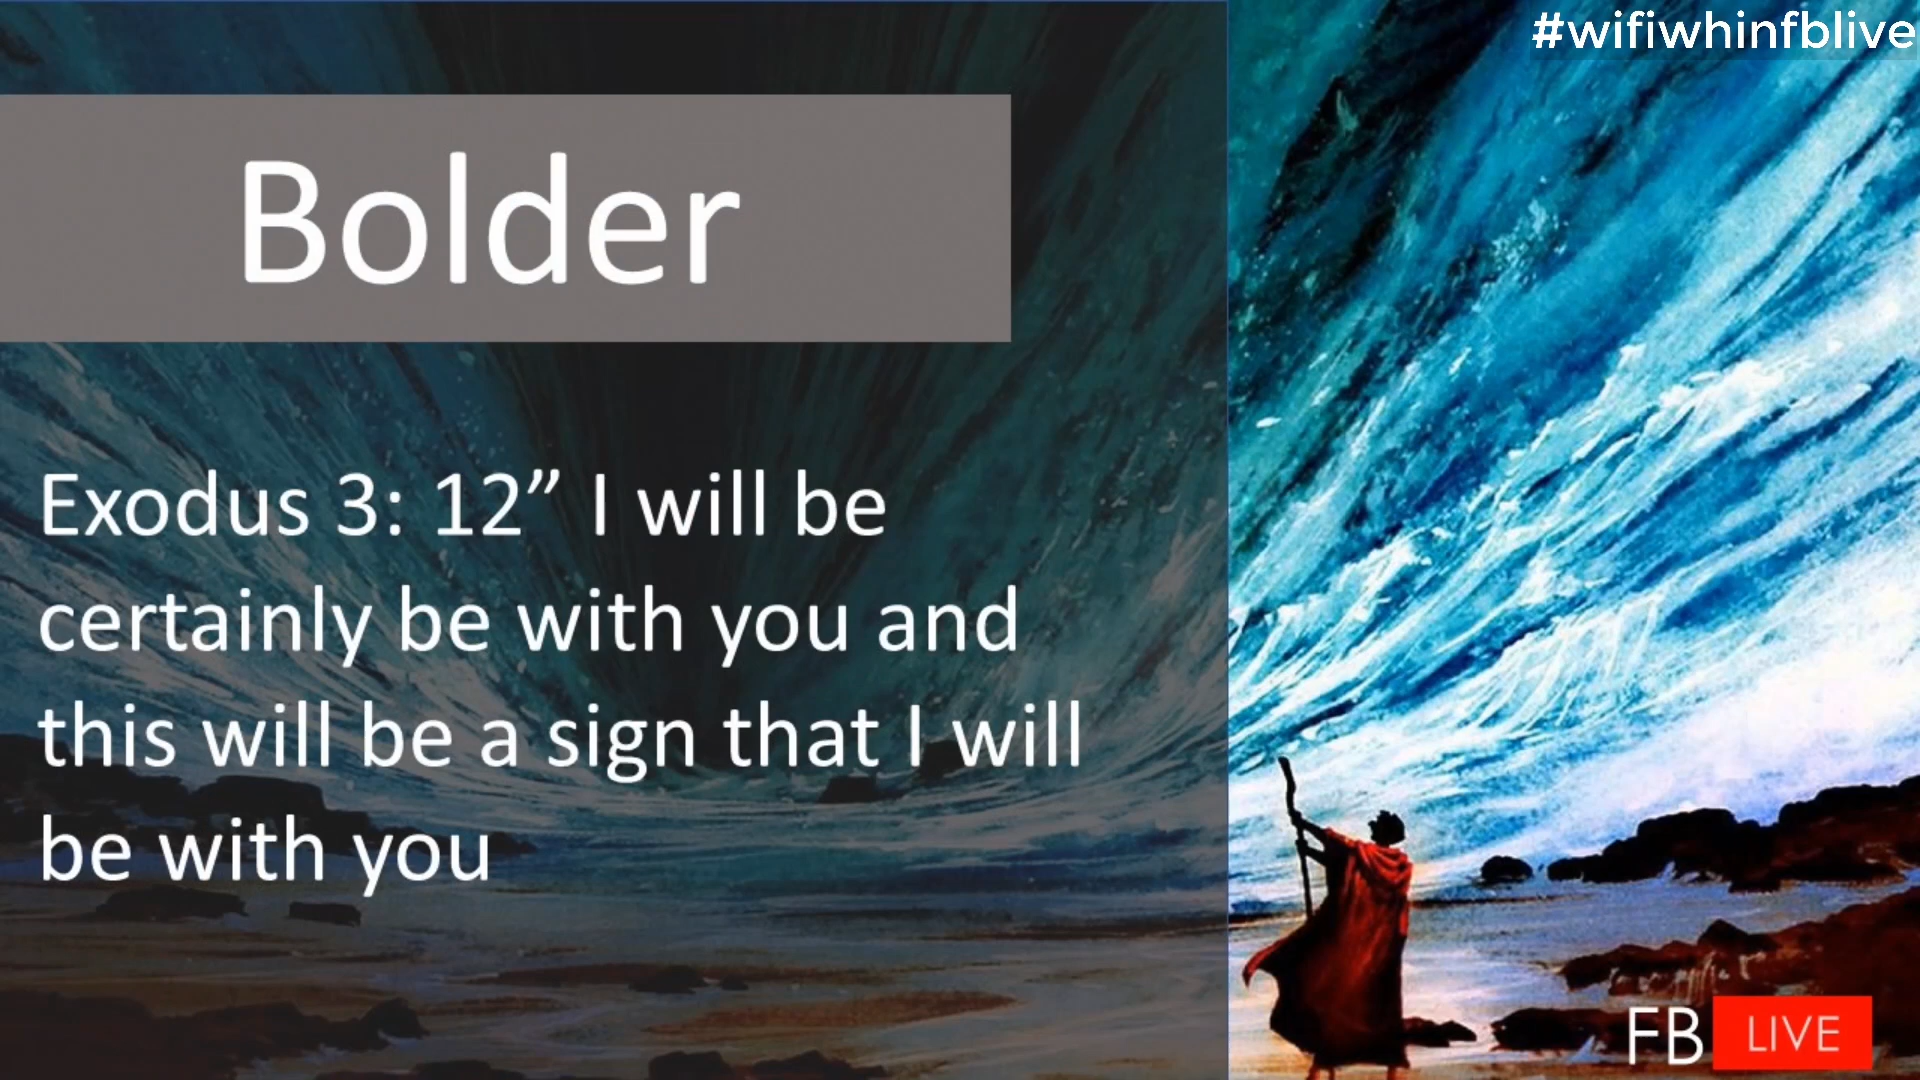 #wifiwhinfblive
Bolder
Exodus 3: 12” I will be
certainly be with you and
this will be a sign that I will
be with you
FB LIVE